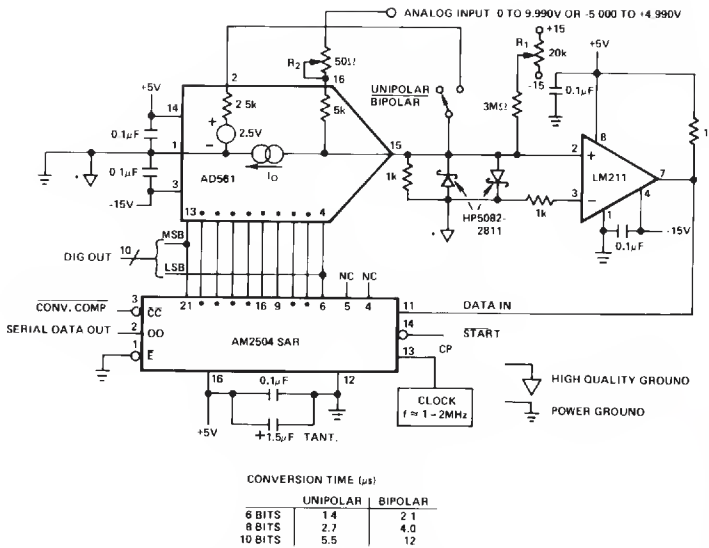 ANALOG INPUT 0 TO 9.990V OR -5 000 TO +4.990V
+15
R1
20k
-15
+5V
R2
50Ω
16
2
UNIPOLAR
BIPOLAR
3MΩ
0.1μF
+5V
14
2 5k
5k
2.5V
+
−
0.1μF
1
0.1μF
3
-15V
AD561
IO
15
1k
HP5082-
2811
1k
2
+
3
−
8
LM211
7
1
4
1
0.1μF
-15V
13
4
MSB
DIG OUT
10
LSB
NC
NC
21
16
9
6
5
4
CONV. COMP
3
CC
11
DATA IN
SERIAL DATA OUT
2
DO
14
START
1
E
AM2504 SAR
13
CP
16
12
0.1μF
+5V
+1.5μF TANT.
CLOCK
f ≈ 1 - 2MHz
HIGH QUALITY GROUND
POWER GROUND
CONVERSION TIME (μs)
UNIPOLAR BIPOLAR
6 BITS 1.4 2 1
8 BITS 2.7 4.0
10 BITS 5.5 12